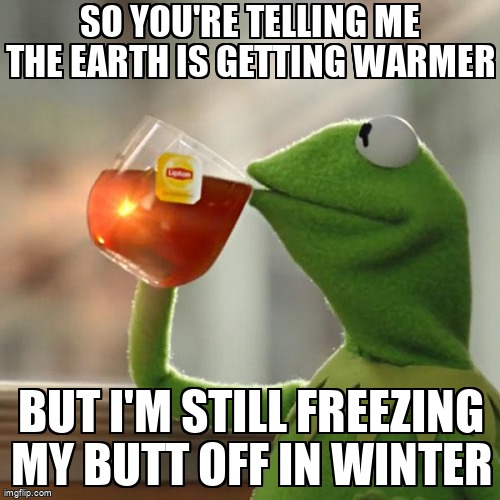 SO YOU'RE TELLING ME
THE EARTH IS GETTING WARMER
Lipton
BUT I'M STILL FREEZING
MY BUTT OFF IN WINTER
imgflip.com